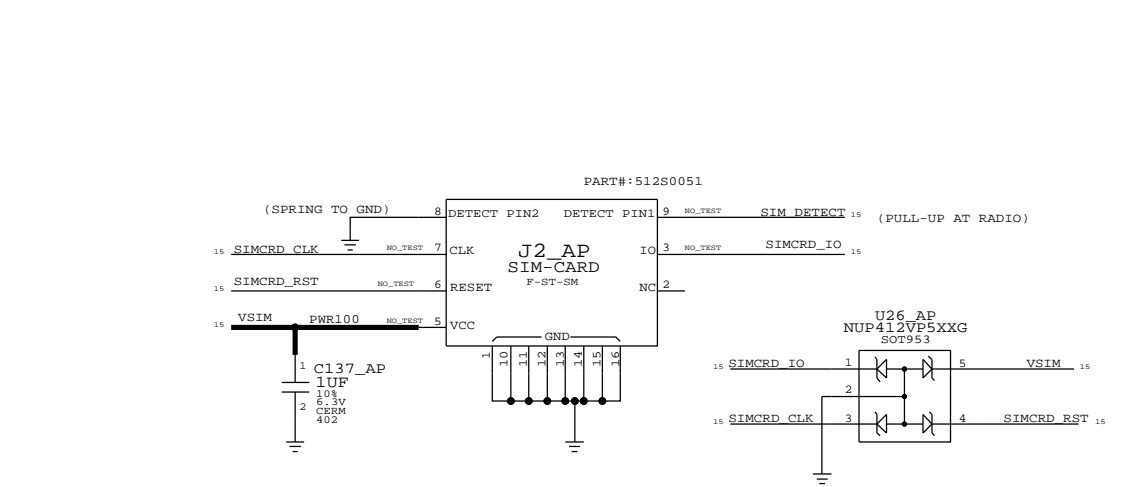 PART#:512S0051
(SPRING TO GND)
8 DETECT PIN2 DETECT PIN1 9 NO_TEST SIM_DETECT 15 (PULL-UP AT RADIO)
15 SIMCRD_CLK NO_TEST 7 CLK J2_AP IO 3 NO_TEST SIMCRD_IO 15
SIM-CARD
F-ST-SM
15 SIMCRD_RST NO_TEST 6 RESET NC 2
15 VSIM PWR100 NO_TEST 5 VCC
GND
1 10 11 12 13 14 15 16
1 C137_AP
1UF
10%
6.3V
2 CERM
402
U26_AP
NUP412VP5XXG
SOT953
15 SIMCRD_IO 1 5 VSIM 15
2
15 SIMCRD_CLK 3 4 SIMCRD_RST 15